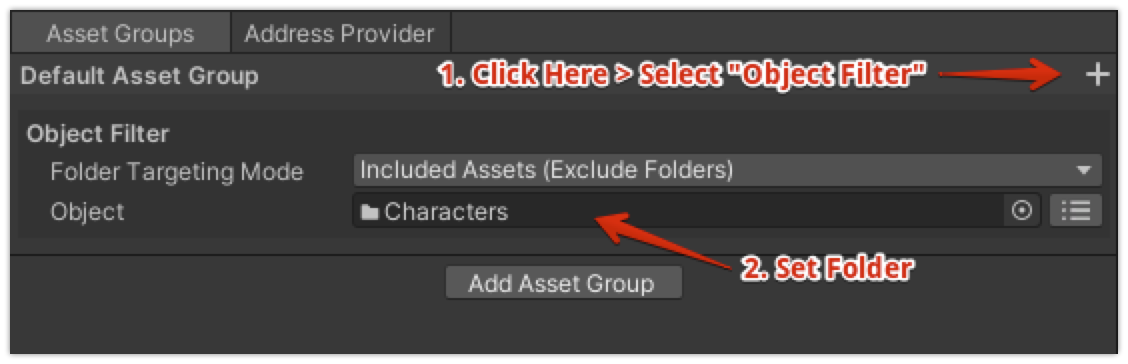 Asset Groups Address Provider
Default Asset Group 1. Click Here > Select "Object Filter"
Object Filter
Folder Targeting Mode Included Assets (Exclude Folders)
Object Characters
2. Set Folder
Add Asset Group